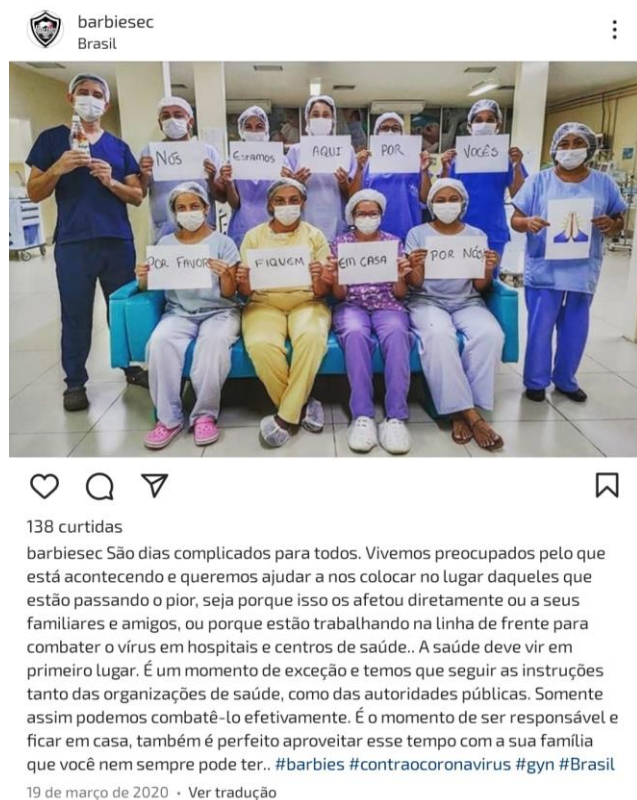 barbiesec
Brasil
NÓS ESTAMOS AQUI POR VOCÊS
POR FAVOR FIQUEM EM CASA POR NÓS
138 curtidas
barbiesec São dias complicados para todos. Vivemos preocupados pelo que
está acontecendo e queremos ajudar a nos colocar no lugar daqueles que
estão passando o pior, seja porque isso os afetou diretamente ou a seus
familiares e amigos, ou porque estão trabalhando na linha de frente para
combater o vírus em hospitais e centros de saúde.. A saúde deve vir em
primeiro lugar. É um momento de exceção e temos que seguir as instruções
tanto das organizações de saúde, como das autoridades públicas. Somente
assim podemos combatê-lo efetivamente. É o momento de ser responsável e
ficar em casa, também é perfeito aproveitar esse tempo com a sua família
que você nem sempre pode ter.. #barbies #contraocoronavirus #gyn #Brasil
19 de março de 2020 • Ver tradução